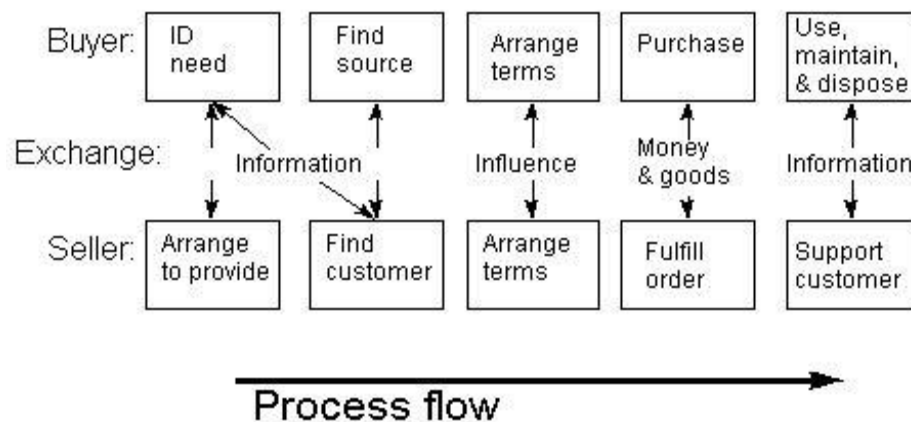 Buyer:
ID
need
Find
source
Arrange
terms
Purchase
Use,
maintain,
& dispose
Exchange:
Information
Influence
Money
& goods
Information
Seller:
Arrange
to provide
Find
customer
Arrange
terms
Fulfill
order
Support
customer
Process flow